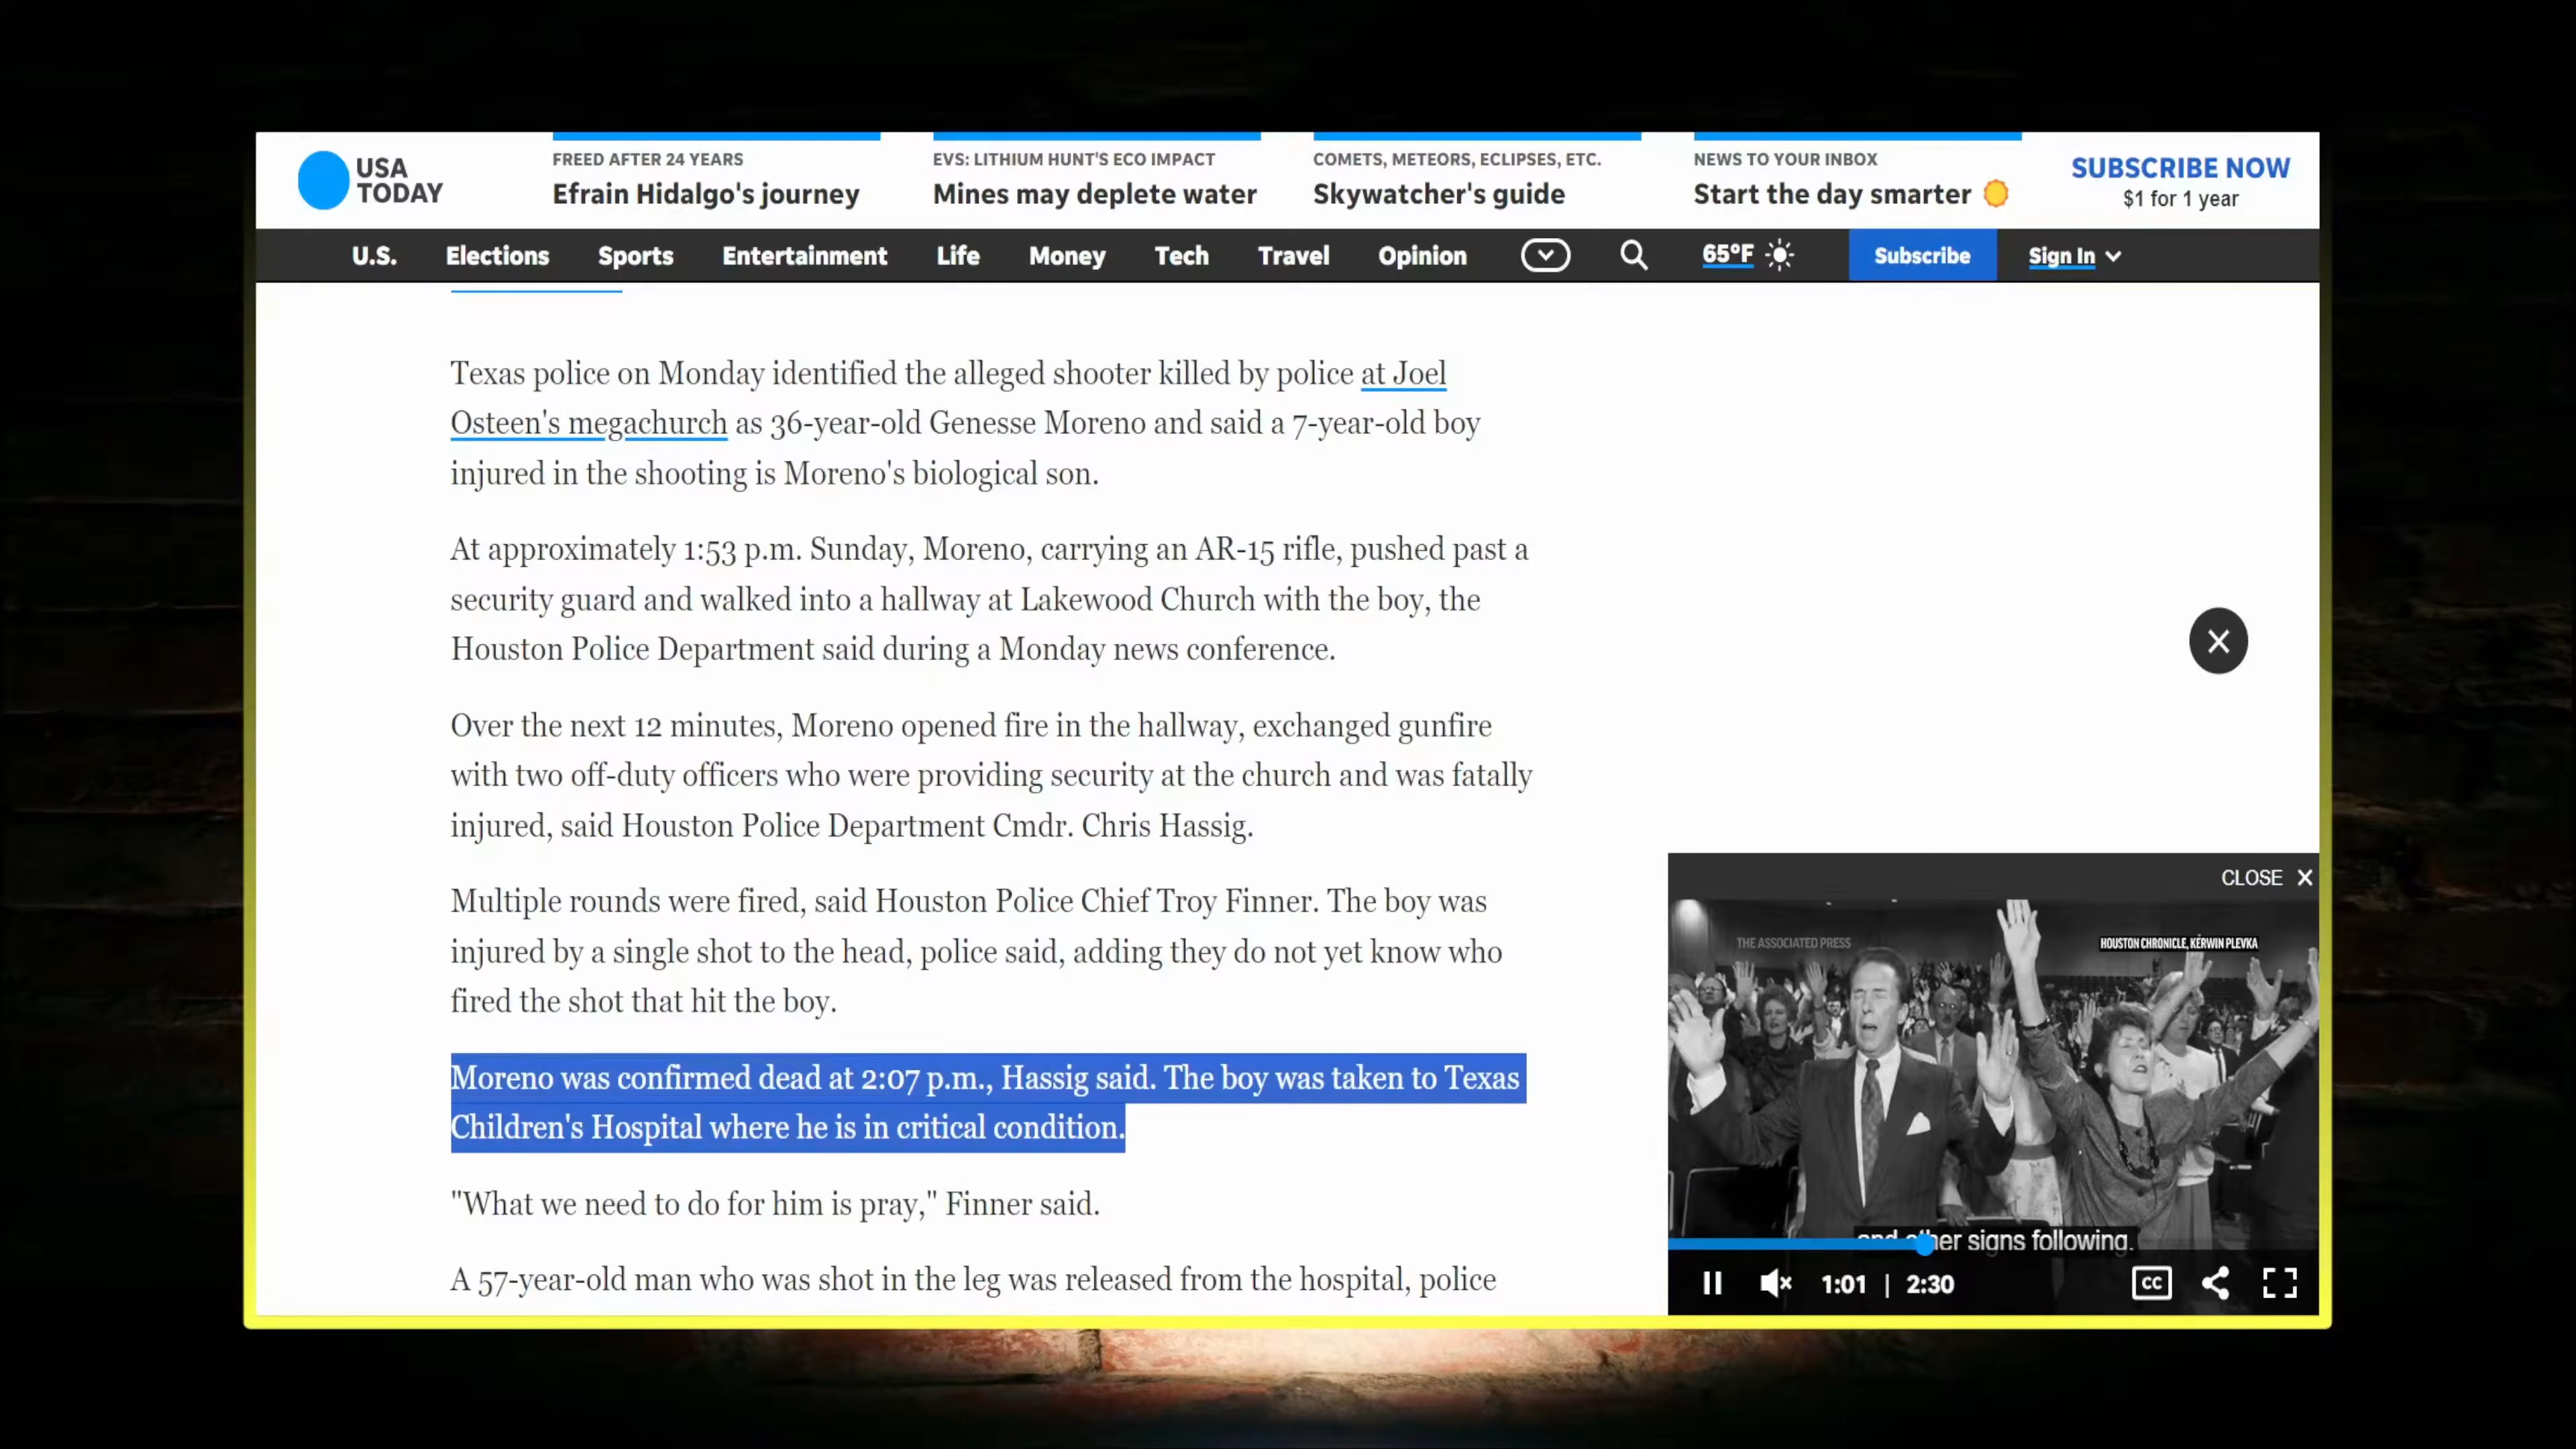 USA
TODAY
FREED AFTER 24 YEARS
Efrain Hidalgo's journey
EVS: LITHIUM HUNT'S ECO IMPACT
Mines may deplete water
COMETS, METEORS, ECLIPSES, ETC.
Skywatcher's guide
NEWS TO YOUR INBOX
Start the day smarter
SUBSCRIBE NOW
$1 for 1 year
U.S. Elections Sports Entertainment Life Money Tech Travel Opinion 65°F Subscribe Sign In
Texas police on Monday identified the alleged shooter killed by police at Joel
Osteen's megachurch as 36-year-old Genesse Moreno and said a 7-year-old boy
injured in the shooting is Moreno's biological son.
At approximately 1:53 p.m. Sunday, Moreno, carrying an AR-15 rifle, pushed past a
security guard and walked into a hallway at Lakewood Church with the boy, the
Houston Police Department said during a Monday news conference.
Over the next 12 minutes, Moreno opened fire in the hallway, exchanged gunfire
with two off-duty officers who were providing security at the church and was fatally
injured, said Houston Police Department Cmdr. Chris Hassig.
Multiple rounds were fired, said Houston Police Chief Troy Finner. The boy was
injured by a single shot to the head, police said, adding they do not yet know who
fired the shot that hit the boy.
Moreno was confirmed dead at 2:07 p.m., Hassig said. The boy was taken to Texas
Children's Hospital where he is in critical condition.
"What we need to do for him is pray," Finner said.
A 57-year-old man who was shot in the leg was released from the hospital, police
CLOSE
THE ASSOCIATED PRESS
HOUSTON CHRONICLE, KERWIN PLEVKA
and other signs following.
1:01 | 2:30
CC